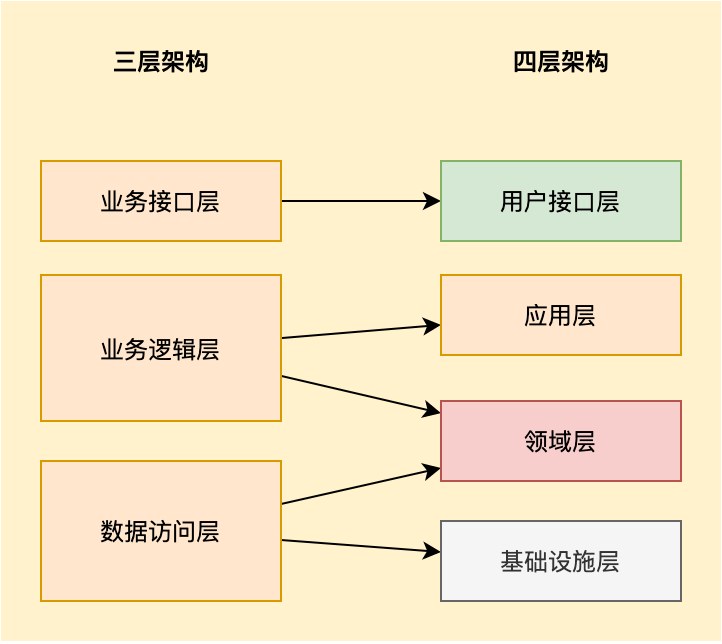 三层架构
四层架构
业务接口层
用户接口层
业务逻辑层
应用层
领域层
数据访问层
基础设施层